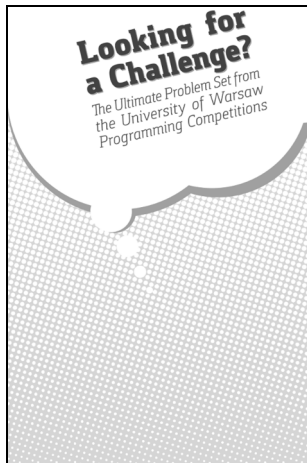 Looking for
a Challenge?
The Ultimate Problem Set from
the University of Warsaw
Programming Competitions